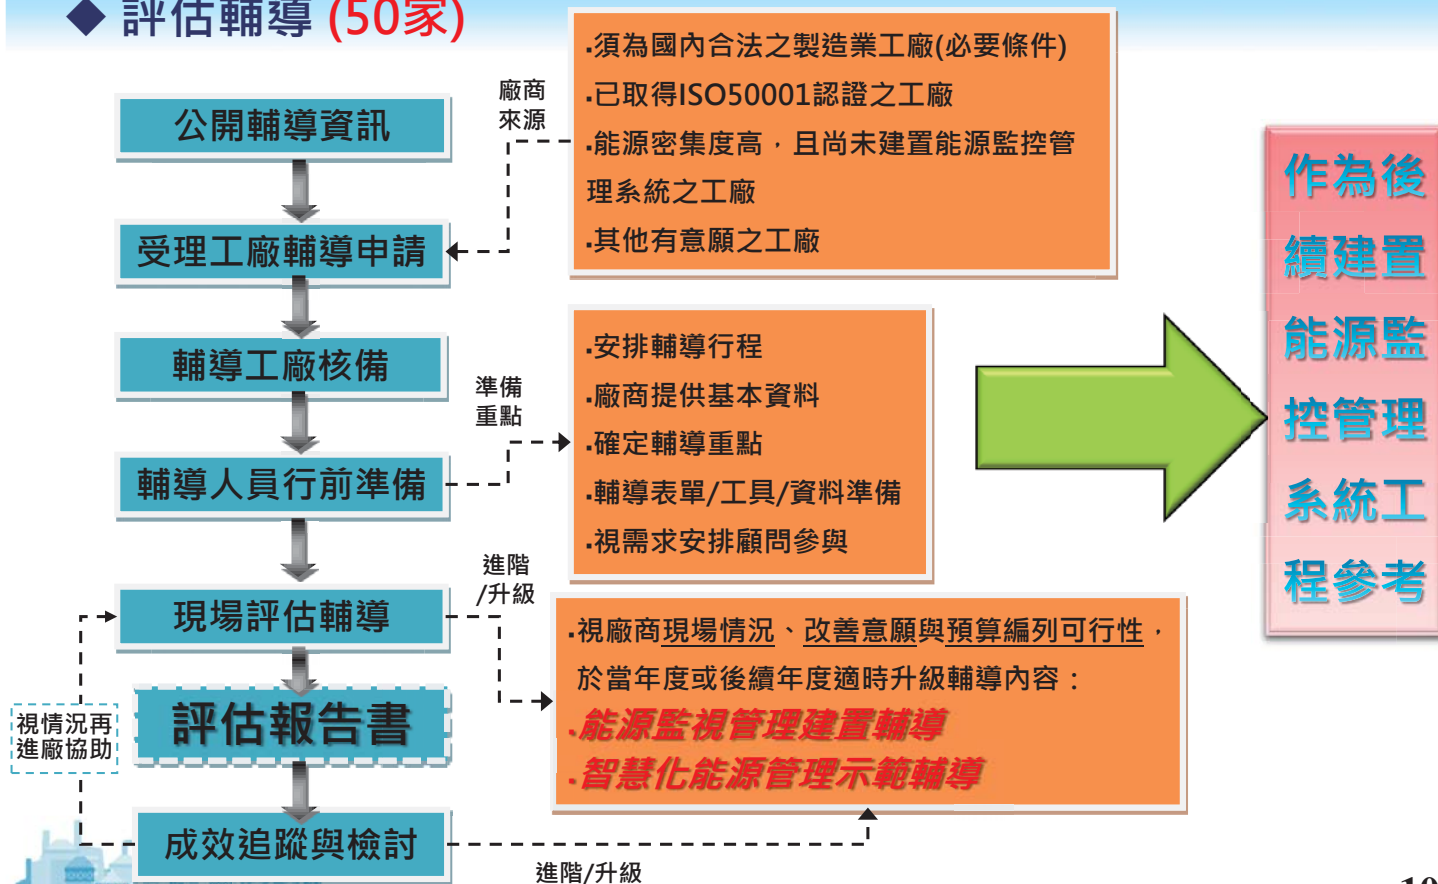 ◆ 評估輔導 (50家)
公開輔導資訊
受理工廠輔導申請
輔導工廠核備
輔導人員行前準備
現場評估輔導
評估報告書
成效追蹤與檢討
視情況再
進廠協助
廠商
來源
▪須為國內合法之製造業工廠(必要條件)
▪已取得ISO50001認證之工廠
▪能源密集度高，且尚未建置能源監控管
理系統之工廠
▪其他有意願之工廠
準備
重點
▪安排輔導行程
▪廠商提供基本資料
▪確定輔導重點
▪輔導表單/工具/資料準備
▪視需求安排顧問參與
進階
/升級
▪視廠商現場情況、改善意願與預算編列可行性，
於當年度或後續年度適時升級輔導內容：
▪能源監視管理建置輔導
▪智慧化能源管理示範輔導
進階/升級
作為後
續建置
能源監
控管理
系統工
程參考